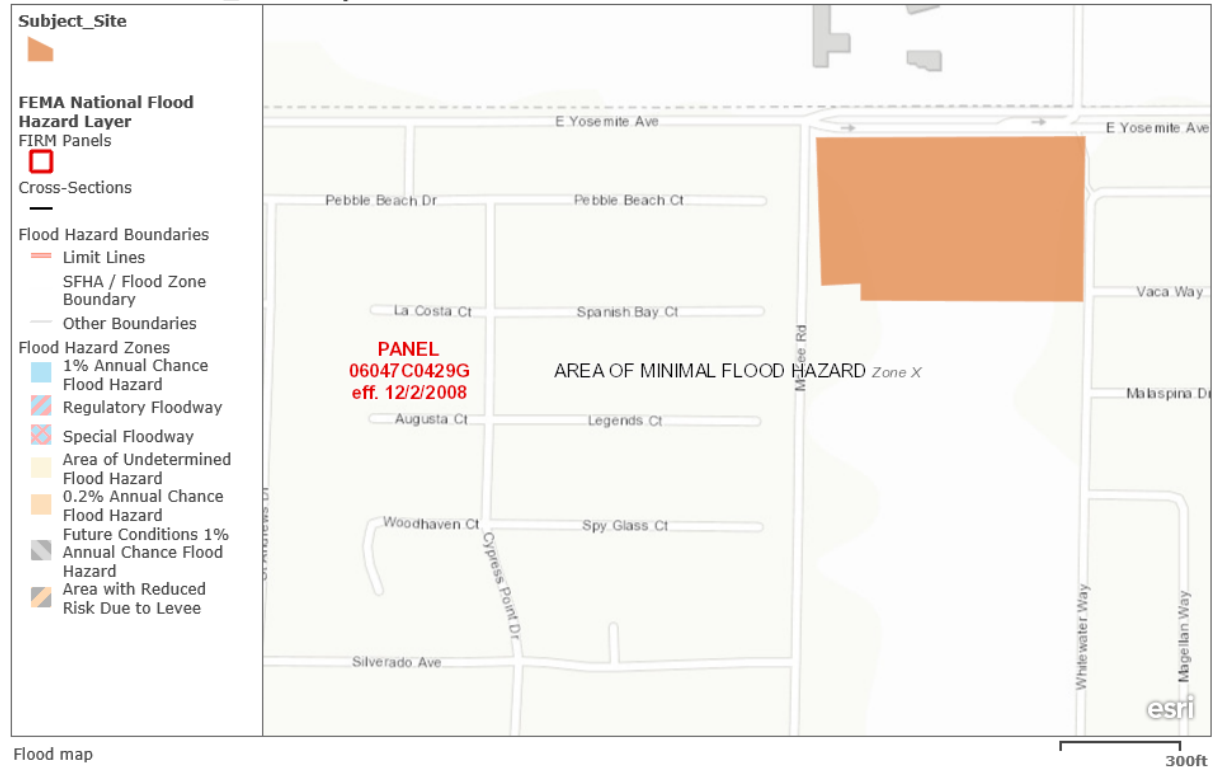 Subject_Site
FEMA National Flood
Hazard Layer
FIRM Panels
Cross-Sections
Flood Hazard Boundaries
Limit Lines
SFHA / Flood Zone
Boundary
Other Boundaries
Flood Hazard Zones
1% Annual Chance
Flood Hazard
Regulatory Floodway
Special Floodway
Area of Undetermined
Flood Hazard
0.2% Annual Chance
Flood Hazard
Future Conditions 1%
Annual Chance Flood
Hazard
Area with Reduced
Risk Due to Levee
E Yosemite Ave
E Yosemite Ave
Pebble Beach Dr
Pebble Beach Ct
Vaca Way
La Costa Ct
Spanish Bay Ct
PANEL
06047C0429G
eff. 12/2/2008
AREA OF MINIMAL FLOOD HAZARD Zone X
Rd
Malaspina Dr
Augusta Ct
Legends Ct
Woodhaven Ct
Spy Glass Ct
Cypress Point Dr
Silverado Ave
Whitewater Way
Magellan Way
esri
Flood map
300ft